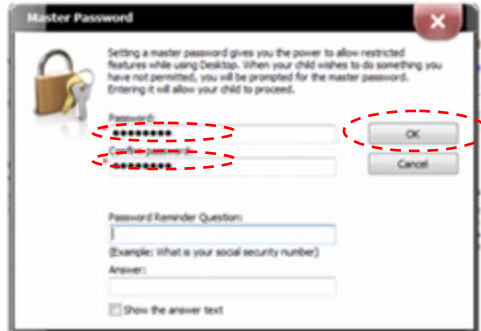 Master Password
Setting a master password gives you the power to allow restricted
features while using Desktop. When your child wishes to do something you
have not permitted, you will be prompted for the master password.
Entering it will allow your child to proceed.
Password:
●●●●●●●●
OK
Confirm password:
●●●●●●●●
Cancel
Password Reminder Question:
(Example: What is your social security number)
Answer:
Show the answer text